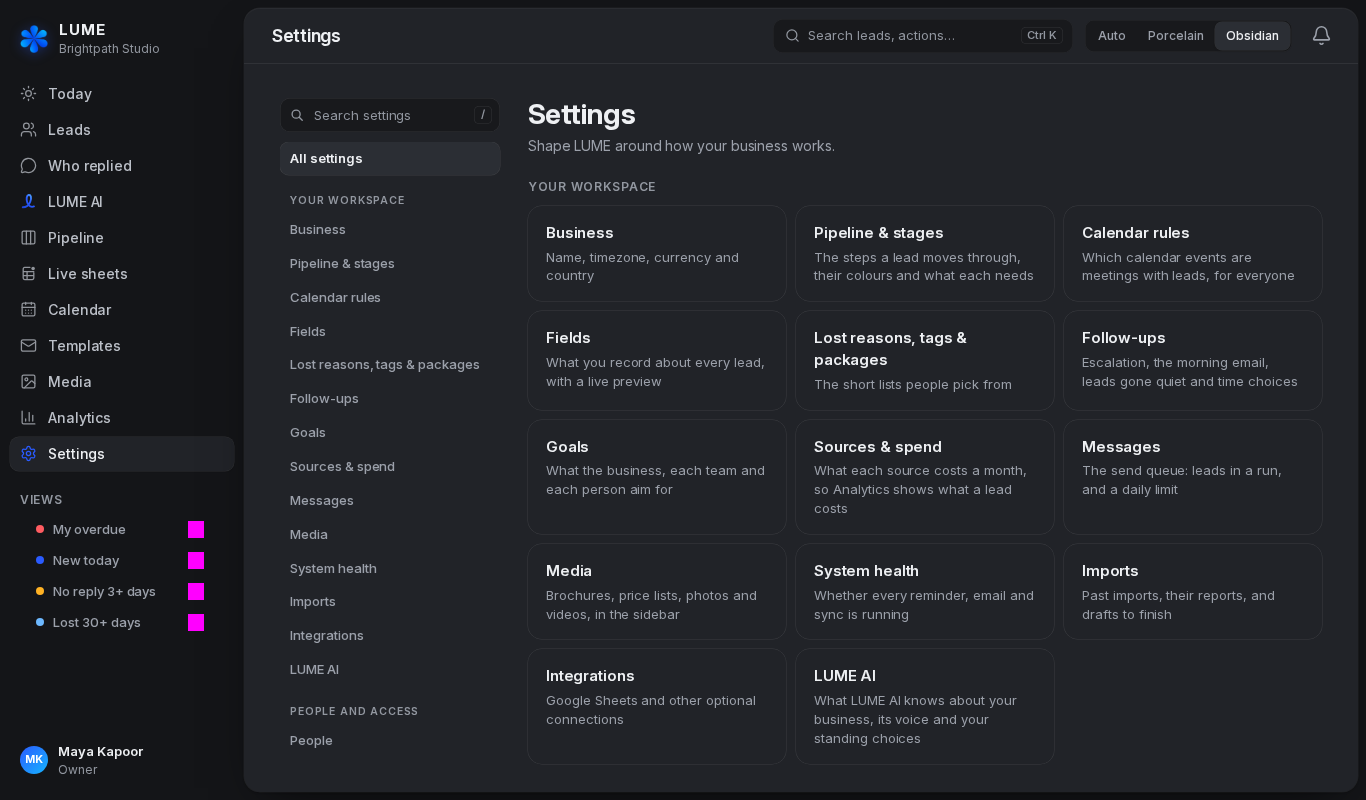 LUME
Brightpath Studio
Today
Leads
Who replied
LUME AI
Pipeline
Live sheets
Calendar
Templates
Media
Analytics
Settings
VIEWS
My overdue
New today
No reply 3+ days
Lost 30+ days
MK
Maya Kapoor
Owner
Settings
Search leads, actions...
Ctrl K
Auto
Porcelain
Obsidian
Search settings
/
All settings
YOUR WORKSPACE
Business
Pipeline & stages
Calendar rules
Fields
Lost reasons, tags & packages
Follow-ups
Goals
Sources & spend
Messages
Media
System health
Imports
Integrations
LUME AI
PEOPLE AND ACCESS
People
Settings
Shape LUME around how your business works.
YOUR WORKSPACE
Business
Name, timezone, currency and
country
Pipeline & stages
The steps a lead moves through,
their colours and what each needs
Calendar rules
Which calendar events are
meetings with leads, for everyone
Fields
What you record about every lead,
with a live preview
Lost reasons, tags &
packages
The short lists people pick from
Follow-ups
Escalation, the morning email,
leads gone quiet and time choices
Goals
What the business, each team and
each person aim for
Sources & spend
What each source costs a month,
so Analytics shows what a lead
costs
Messages
The send queue: leads in a run,
and a daily limit
Media
Brochures, price lists, photos and
videos, in the sidebar
System health
Whether every reminder, email and
sync is running
Imports
Past imports, their reports, and
drafts to finish
Integrations
Google Sheets and other optional
connections
LUME AI
What LUME AI knows about your
business, its voice and your
standing choices